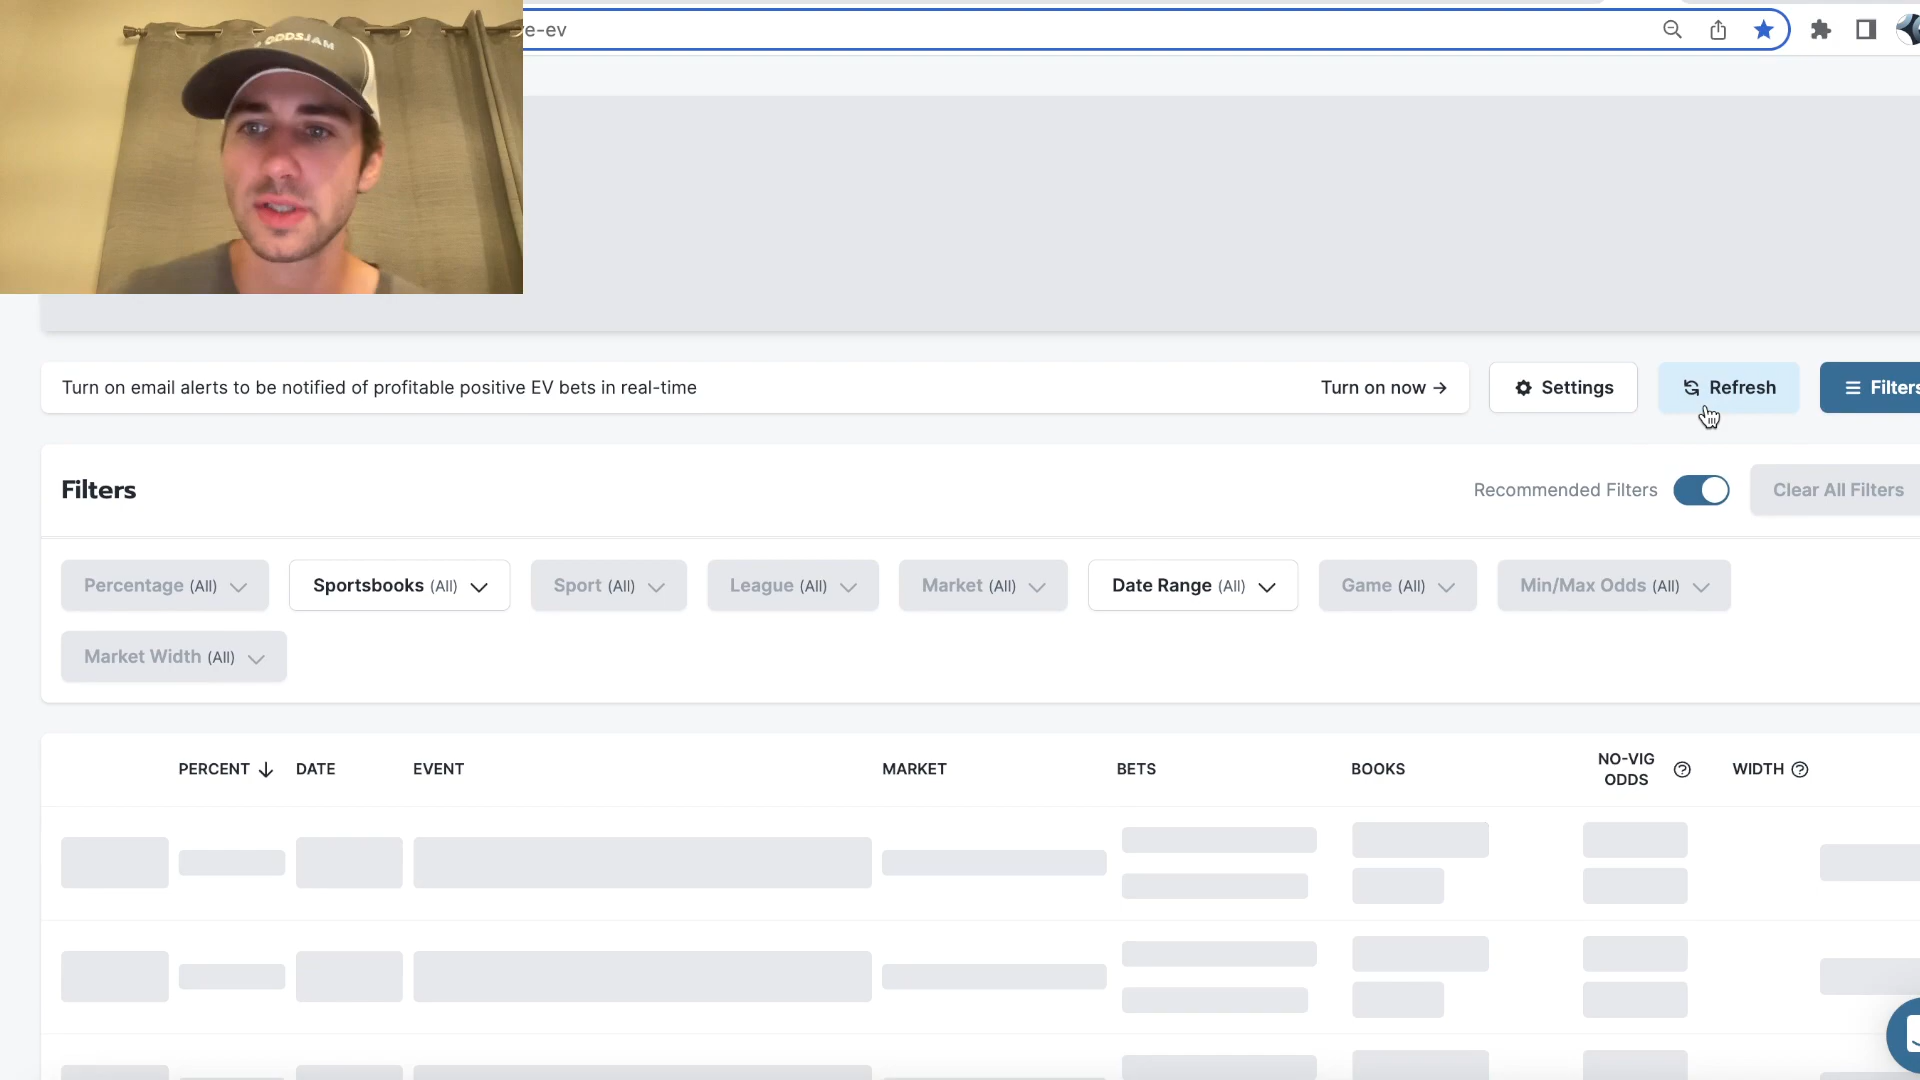 e-ev
ODDSJAM
Turn on email alerts to be notified of profitable positive EV bets in real-time
Turn on now →
Settings
Refresh
Filters
Filters
Recommended Filters
Clear All Filters
Percentage (All)
Sportsbooks (All)
Sport (All)
League (All)
Market (All)
Date Range (All)
Game (All)
Min/Max Odds (All)
Market Width (All)
PERCENT
DATE
EVENT
MARKET
BETS
BOOKS
NO-VIG
ODDS
WIDTH